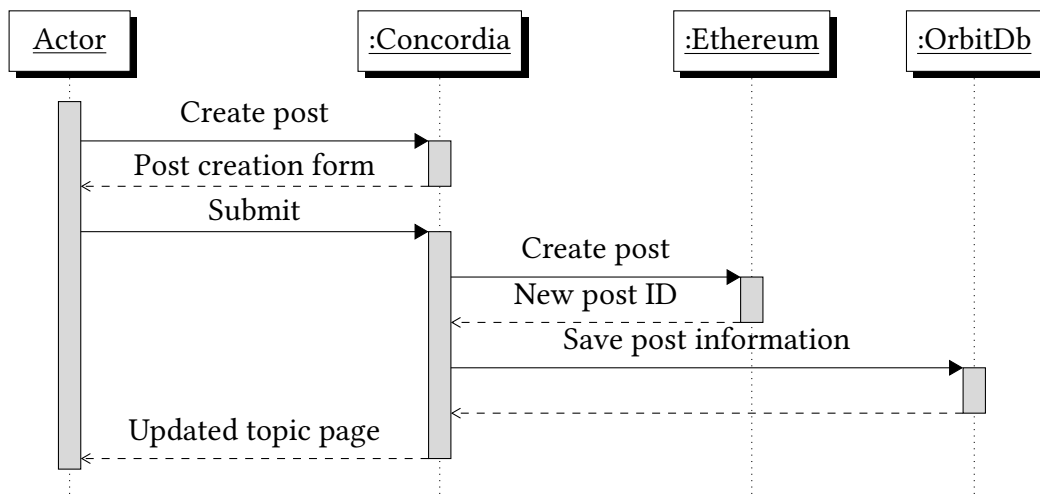 Actor
:Concordia
:Ethereum
:OrbitDb
Create post
Post creation form
Submit
Create post
New post ID
Save post information
Updated topic page